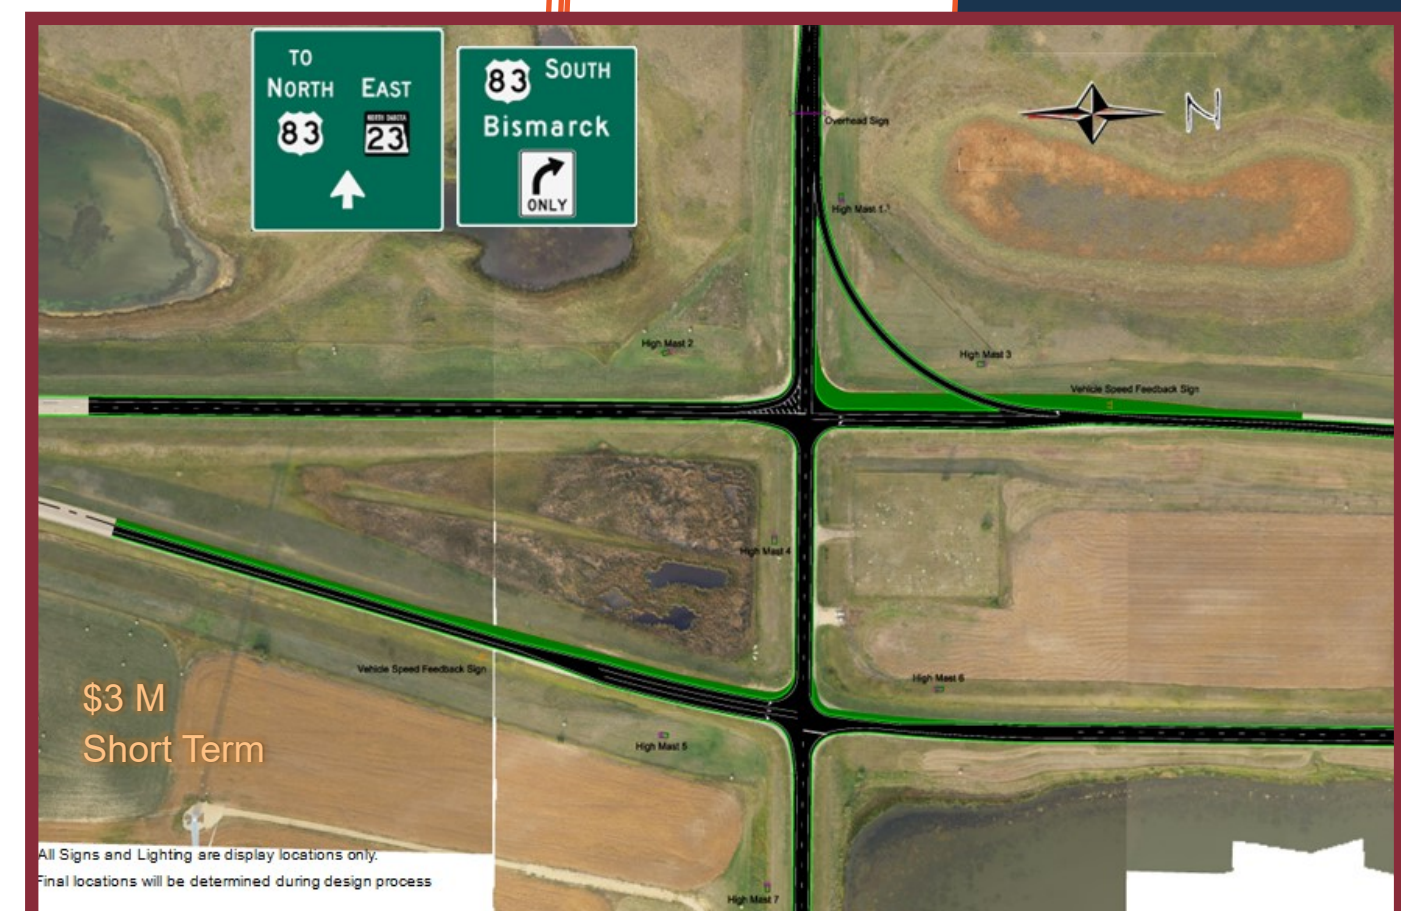 TO
NORTH EAST
83 NORTH DAKOTA 23
83 SOUTH
Bismarck
ONLY
N
Overhead Sign
High Mast 1
High Mast 2
High Mast 3
Vehicle Speed Feedback Sign
High Mast 4
Vehicle Speed Feedback Sign
High Mast 6
$3 M
Short Term
High Mast 5
All Signs and Lighting are display locations only.
Final locations will be determined during design process
High Mast 7